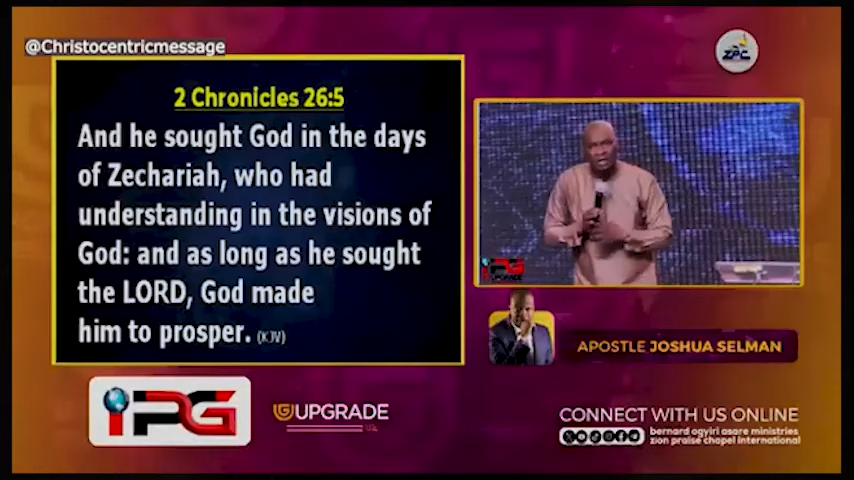 @Christocentricmessage
ZPC
2 Chronicles 26:5
And he sought God in the days
of Zechariah, who had
understanding in the visions of
God: and as long as he sought
the LORD, God made
him to prosper. (KJV)
iPG
UPGRADE
APOSTLE JOSHUA SELMAN
iPG
UPGRADE
CONNECT WITH US ONLINE
bernard ogyiri asare ministries
zion praise chapel international